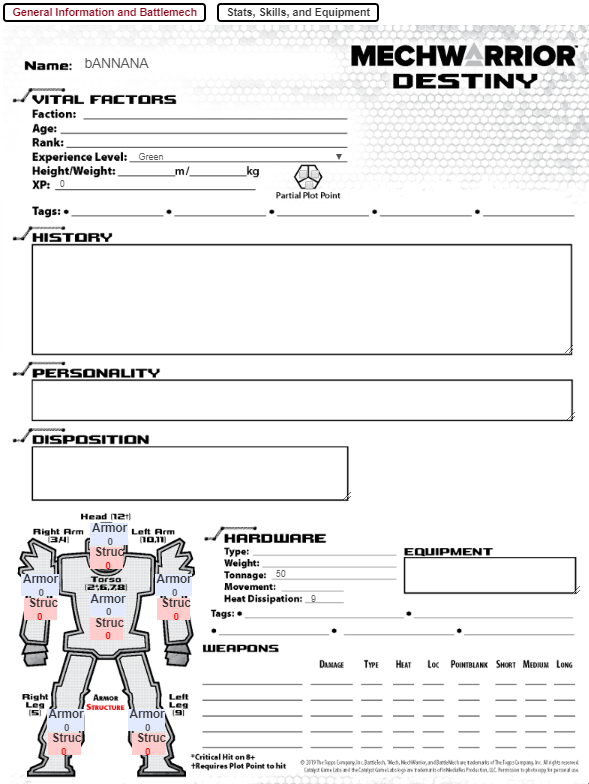 General Information and Battlemech Stats, Skills, and Equipment
MECHWARRIOR
DESTINY
Name: bANNANA
VITAL FACTORS
Faction:
Age:
Rank:
Experience Level: Green
Height/Weight: m/ kg
XP: 0
Partial Plot Point
Tags:
HISTORY
PERSONALITY
DISPOSITION
Head (12†)
Armor
0
Struc
0
Right Arm
(3,4)
Left Arm
(10,11)
Armor
0
Struc
0
Torso
(2*,6,7,8)
Armor
0
Struc
0
Armor
0
Struc
0
Right
Leg
(5)
Armor
Structure
Left
Leg
(9)
Armor
0
Struc
0
Armor
0
Struc
0
HARDWARE
Type:
Weight:
Tonnage: 50
Movement:
Heat Dissipation: 9
EQUIPMENT
Tags:
WEAPONS
Damage Type Heat Loc Pointblank Short Medium Long
*Critical Hit on 8+
†Requires Plot Point to hit
© 2019 The Topps Company, Inc. BattleTech, 'Mech, MechWarrior, and BattleMech are trademarks of The Topps Company, Inc. All rights reserved.
Catalyst Game Labs and the Catalyst Game Labs logo are trademarks of InMediaRes Productions, LLC. Permission to photocopy for personal use.